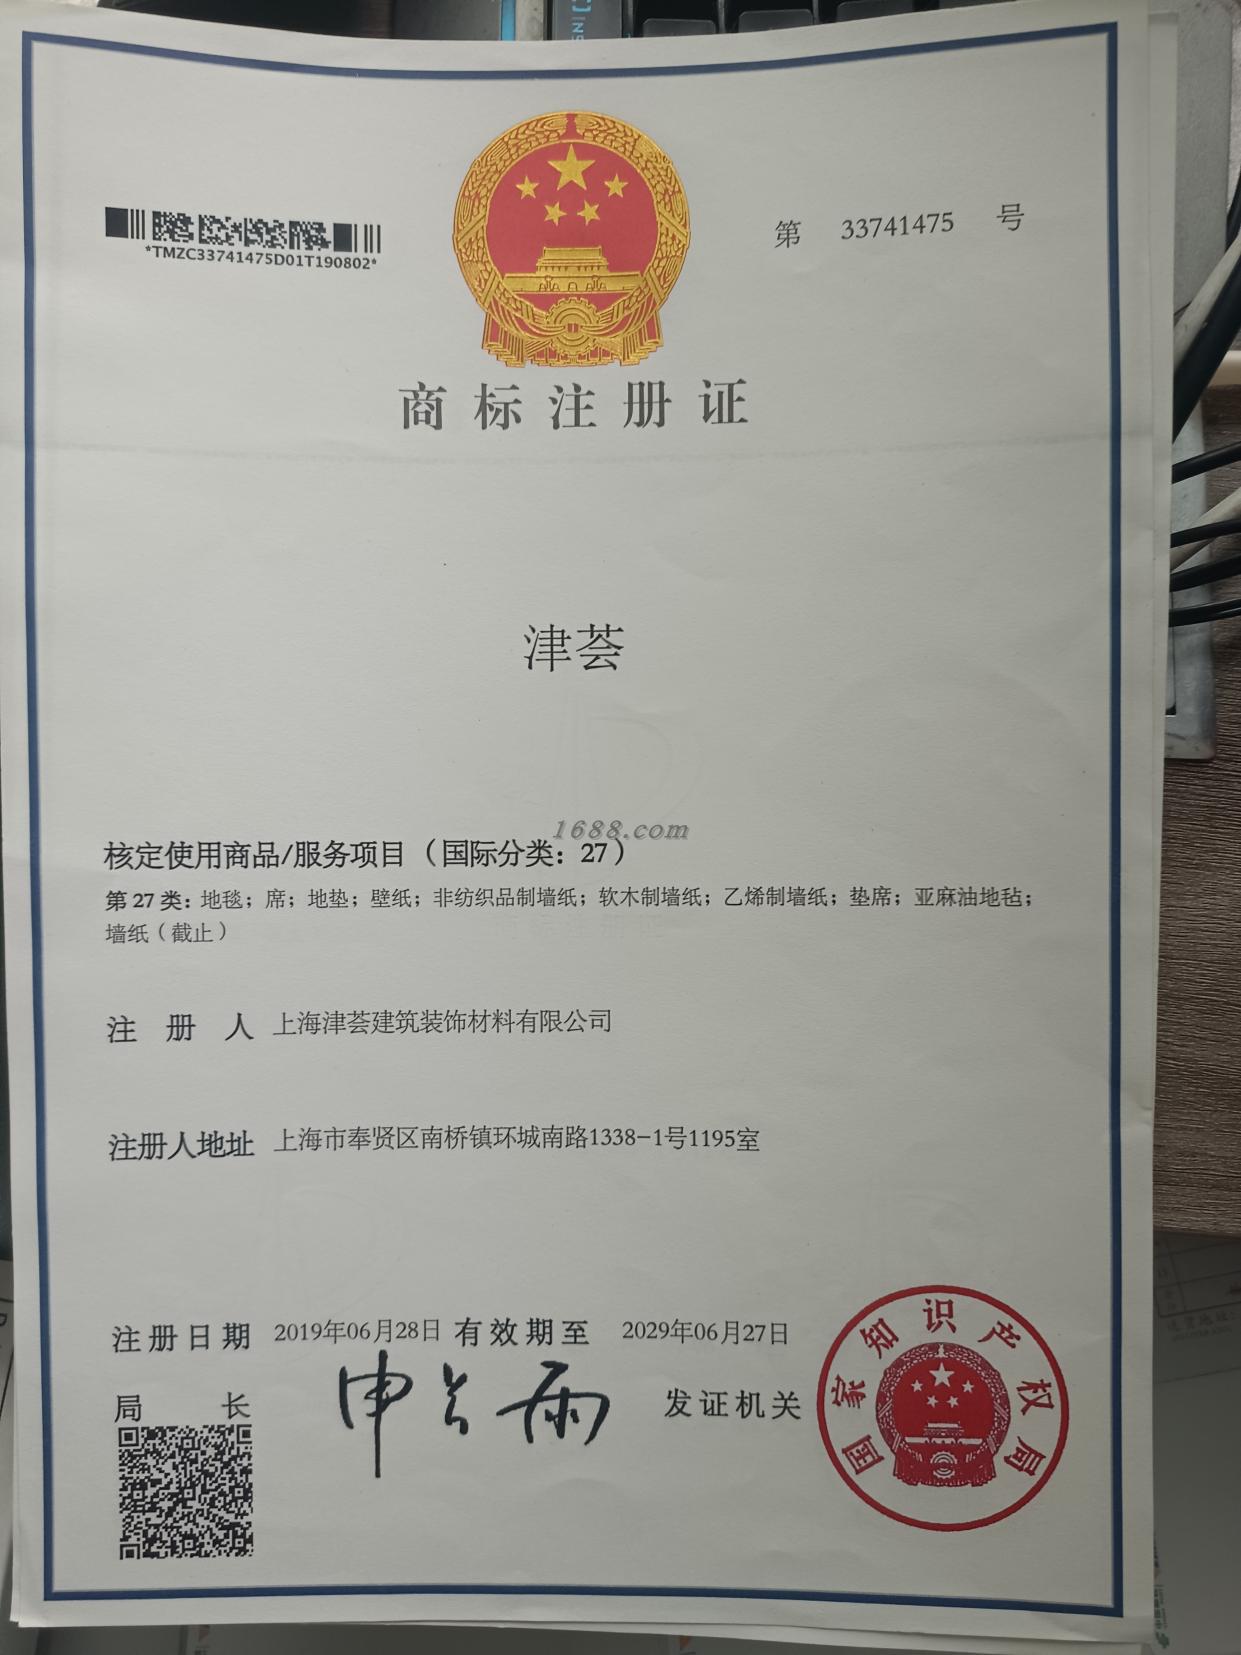 第 33741475 号
*TMZC33741475D01T190802*
商标注册证
津荟
1688.com
核定使用商品/服务项目（国际分类：27）
第27类：地毯；席；地垫；壁纸；非纺织品制墙纸；软木制墙纸；乙烯制墙纸；垫席；亚麻油地毡；
墙纸（截止）
注册人 上海津荟建筑装饰材料有限公司
注册人地址 上海市奉贤区南桥镇环城南路1338-1号1195室
注册日期 2019年06月28日 有效期至 2029年06月27日
局长 申长雨 发证机关
国家知识产权局